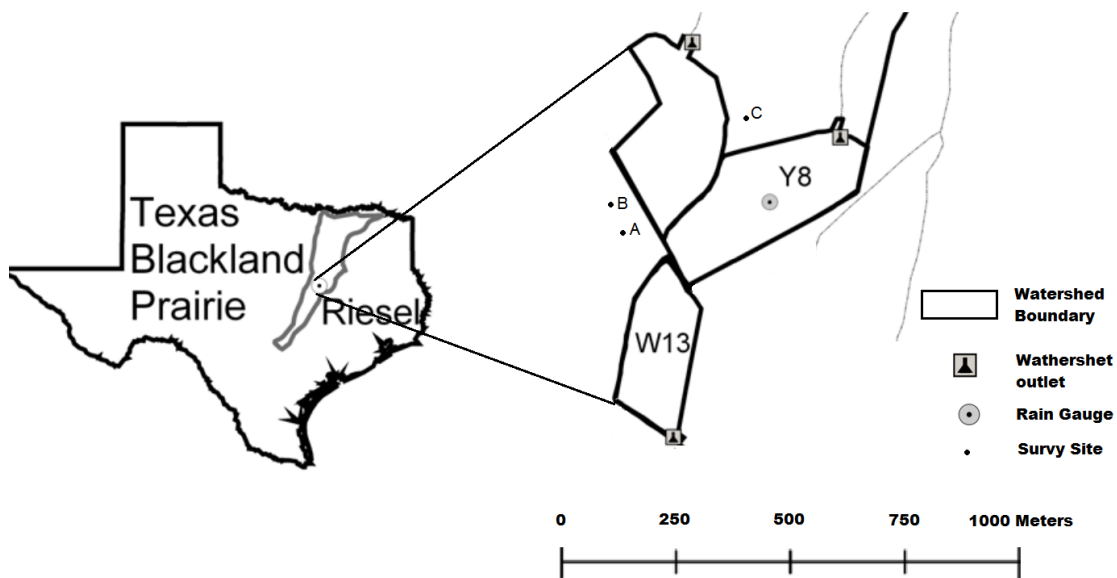 Texas
Blackland
Prairie
Riesel
C
Y8
B
A
W13
Watershed
Boundary
Wathershet
outlet
Rain Gauge
Survy Site
0 250 500 750 1000 Meters